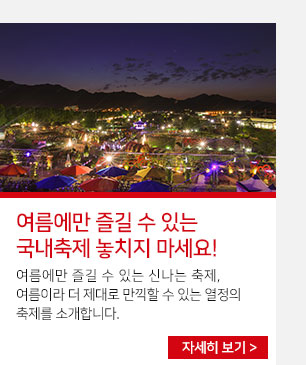 여름에만 즐길 수 있는
국내축제 놓치지 마세요!
여름에만 즐길 수 있는 신나는 축제,
여름이라 더 제대로 만끽할 수 있는 열정의
축제를 소개합니다.
자세히 보기 >